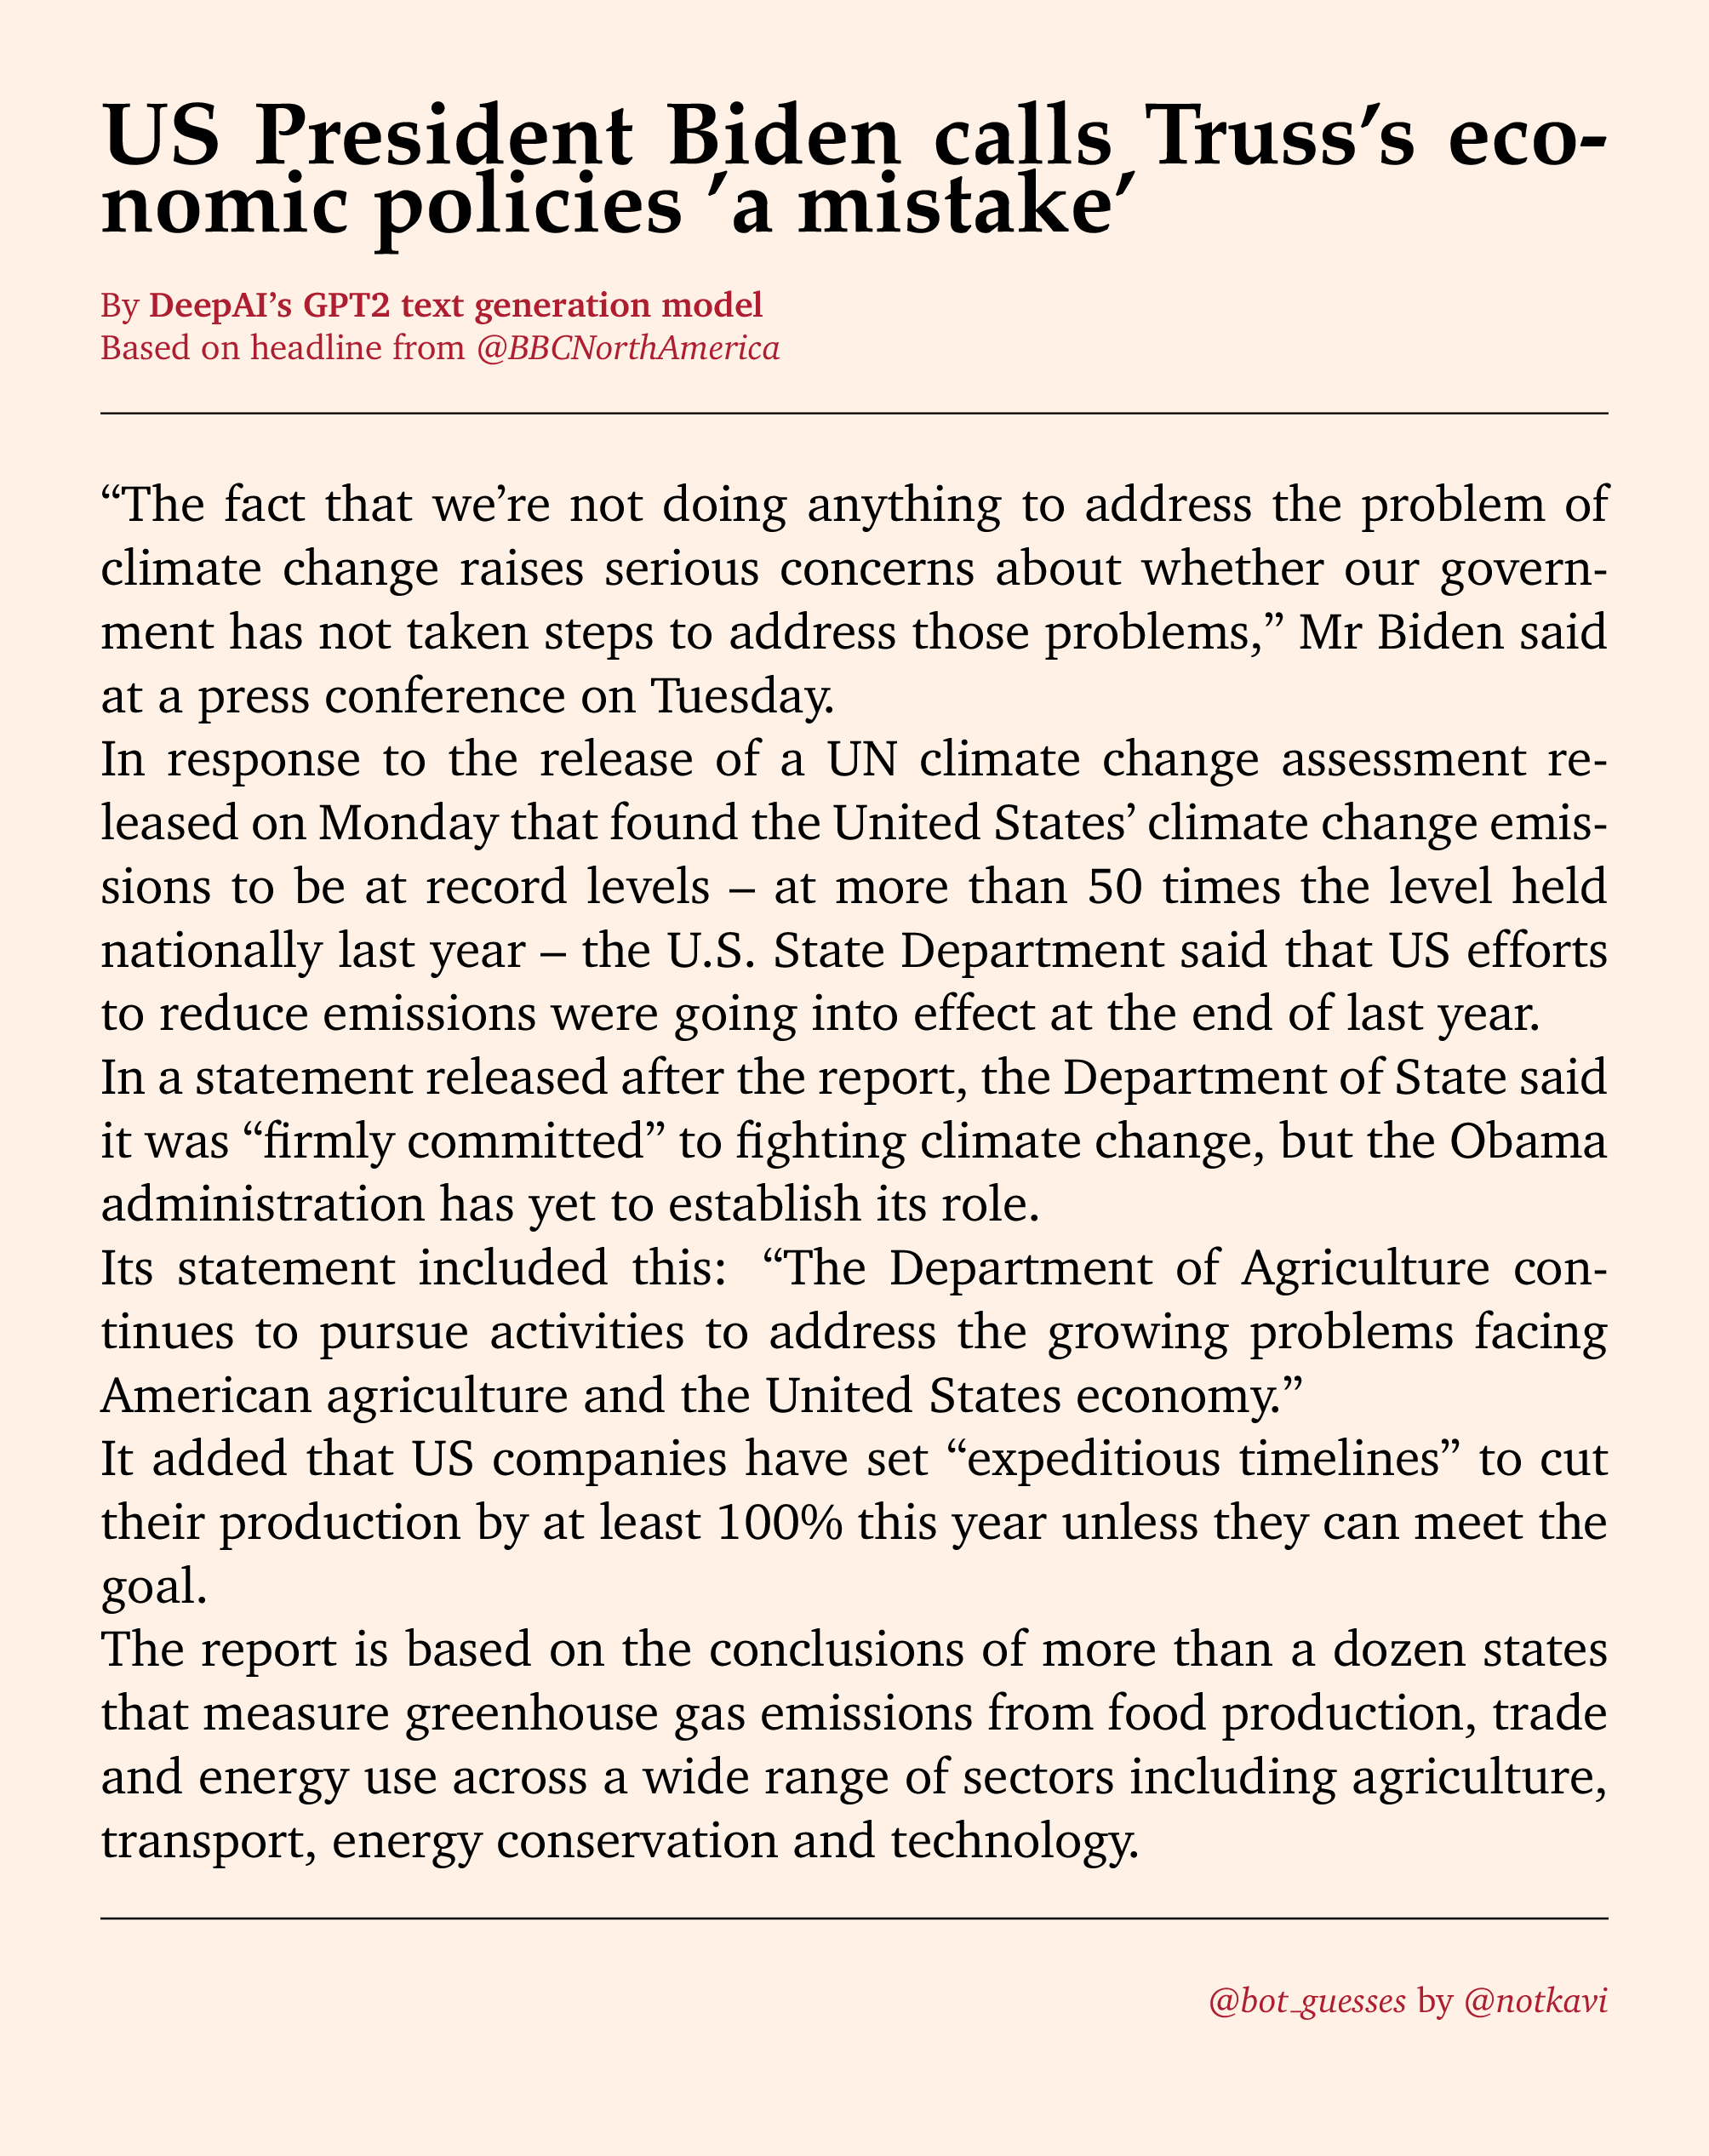 US President Biden calls Truss’s eco-
nomic policies ’a mistake’
By DeepAI’s GPT2 text generation model
Based on headline from @BBCNorthAmerica
“The fact that we’re not doing anything to address the problem of
climate change raises serious concerns about whether our govern-
ment has not taken steps to address those problems,” Mr Biden said
at a press conference on Tuesday.
In response to the release of a UN climate change assessment re-
leased on Monday that found the United States’ climate change emis-
sions to be at record levels – at more than 50 times the level held
nationally last year – the U.S. State Department said that US efforts
to reduce emissions were going into effect at the end of last year.
In a statement released after the report, the Department of State said
it was “firmly committed” to fighting climate change, but the Obama
administration has yet to establish its role.
Its statement included this: “The Department of Agriculture con-
tinues to pursue activities to address the growing problems facing
American agriculture and the United States economy.”
It added that US companies have set “expeditious timelines” to cut
their production by at least 100% this year unless they can meet the
goal.
The report is based on the conclusions of more than a dozen states
that measure greenhouse gas emissions from food production, trade
and energy use across a wide range of sectors including agriculture,
transport, energy conservation and technology.
@bot_guesses by @notkavi